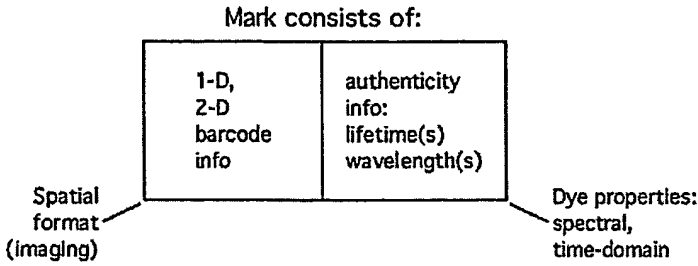 Mark consists of:
1-D,
2-D
barcode
info
authenticity
info:
lifetime(s)
wavelength(s)
Spatial
format
(imaging)
Dye properties:
spectral,
time-domain